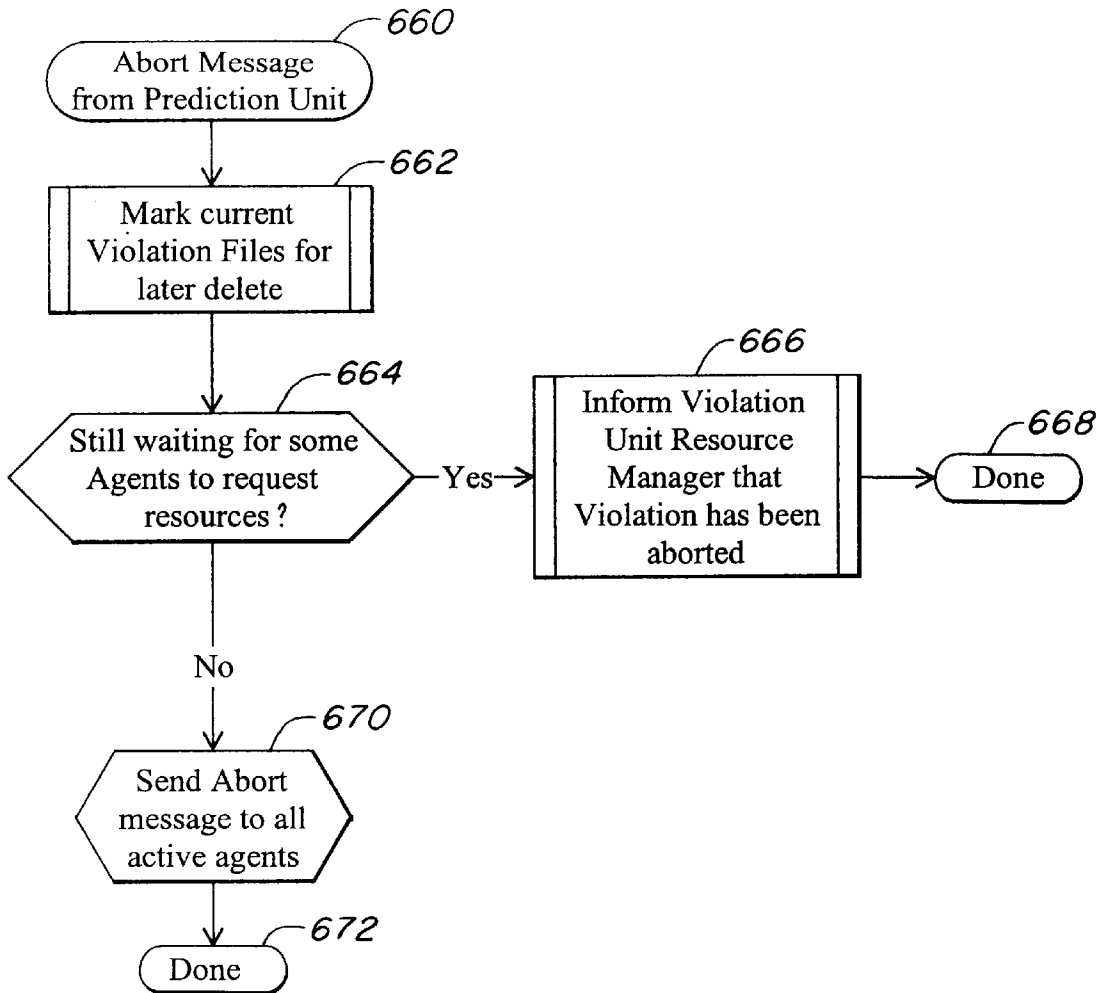 660
Abort Message
from Prediction Unit
662
Mark current
Violation Files for
later delete
664
Still waiting for some
Agents to request
resources?
Yes
666
Inform Violation
Unit Resource
Manager that
Violation has been
aborted
668
Done
No
670
Send Abort
message to all
active agents
672
Done